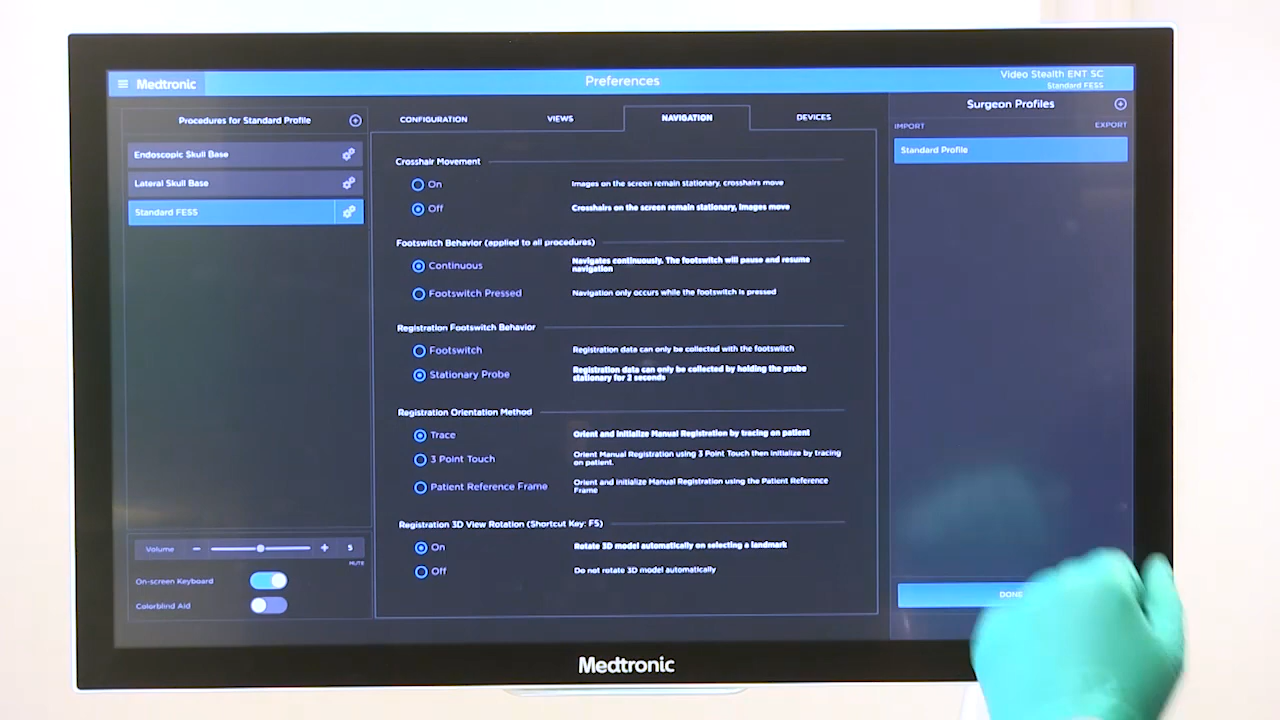 Medtronic
Preferences
Video Stealth ENT SC
Standard FESS
Procedures for Standard Profile
Endoscopic Skull Base
Lateral Skull Base
Standard FESS
Volume
5
MUTE
On-screen Keyboard
Colorblind Aid
CONFIGURATION
VIEWS
NAVIGATION
DEVICES
Crosshair Movement
On
Images on the screen remain stationary, crosshairs move
Off
Crosshairs on the screen remain stationary, images move
Footswitch Behavior (applied to all procedures)
Continuous
Navigates continuously. The footswitch will pause and resume
navigation
Footswitch Pressed
Navigation only occurs while the footswitch is pressed
Registration Footswitch Behavior
Footswitch
Registration data can only be collected with the footswitch
Stationary Probe
Registration data can only be collected by holding the probe
stationary for 2 seconds
Registration Orientation Method
Trace
Orient and initialize Manual Registration by tracing on patient
3 Point Touch
Orient Manual Registration using 3 Point Touch then initialize by tracing
on patient.
Patient Reference Frame
Orient and initialize Manual Registration using the Patient Reference
Frame
Registration 3D View Rotation (Shortcut Key: F5)
On
Rotate 3D model automatically on selecting a landmark
Off
Do not rotate 3D model automatically
Surgeon Profiles
IMPORT
EXPORT
Standard Profile
DONE
Medtronic